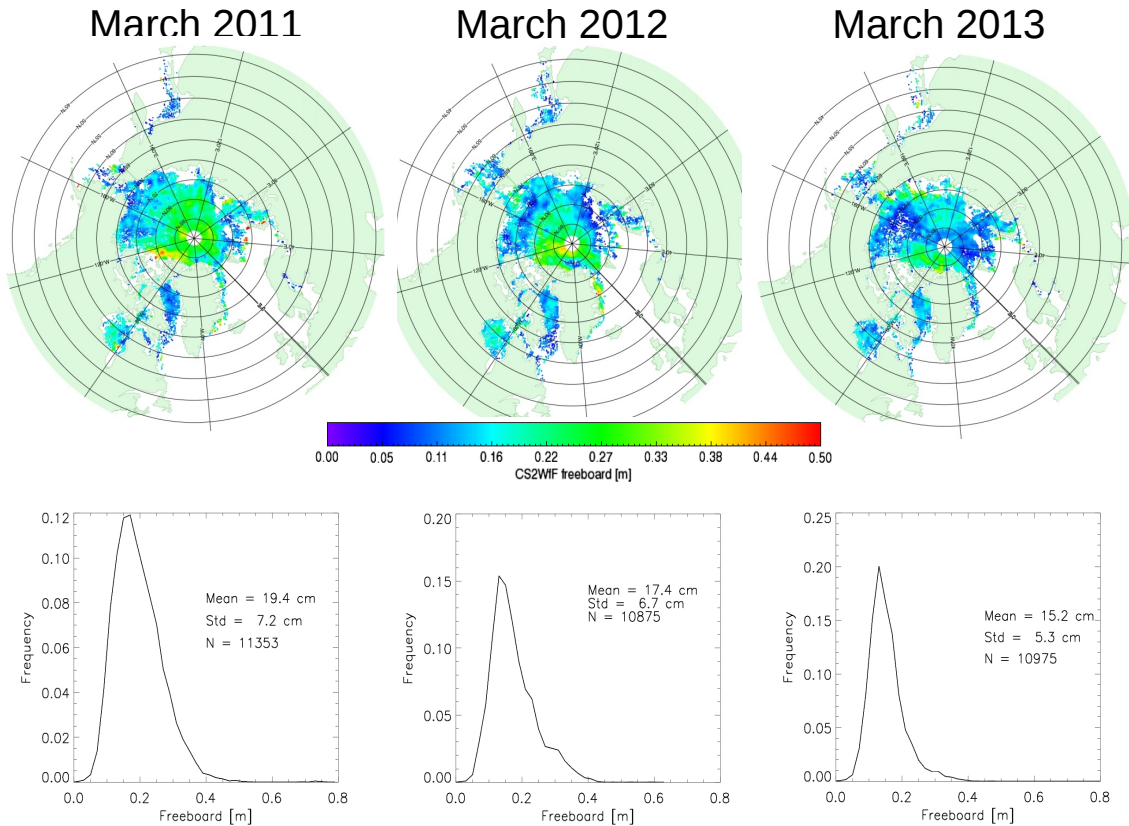 March 2011
March 2012
March 2013
0.00 0.05 0.11 0.16 0.22 0.27 0.33 0.38 0.44 0.50
CS2WfF freeboard [m]
0.12
0.10
0.08
0.06
0.04
0.02
0.00
Frequency
Mean = 19.4 cm
Std = 7.2 cm
N = 11353
0.0 0.2 0.4 0.6 0.8
Freeboard [m]
0.20
0.15
0.10
0.05
0.00
Frequency
Mean = 17.4 cm
Std = 6.7 cm
N = 10875
0.0 0.2 0.4 0.6 0.8
Freeboard [m]
0.25
0.20
0.15
0.10
0.05
0.00
Frequency
Mean = 15.2 cm
Std = 5.3 cm
N = 10975
0.0 0.2 0.4 0.6 0.8
Freeboard [m]